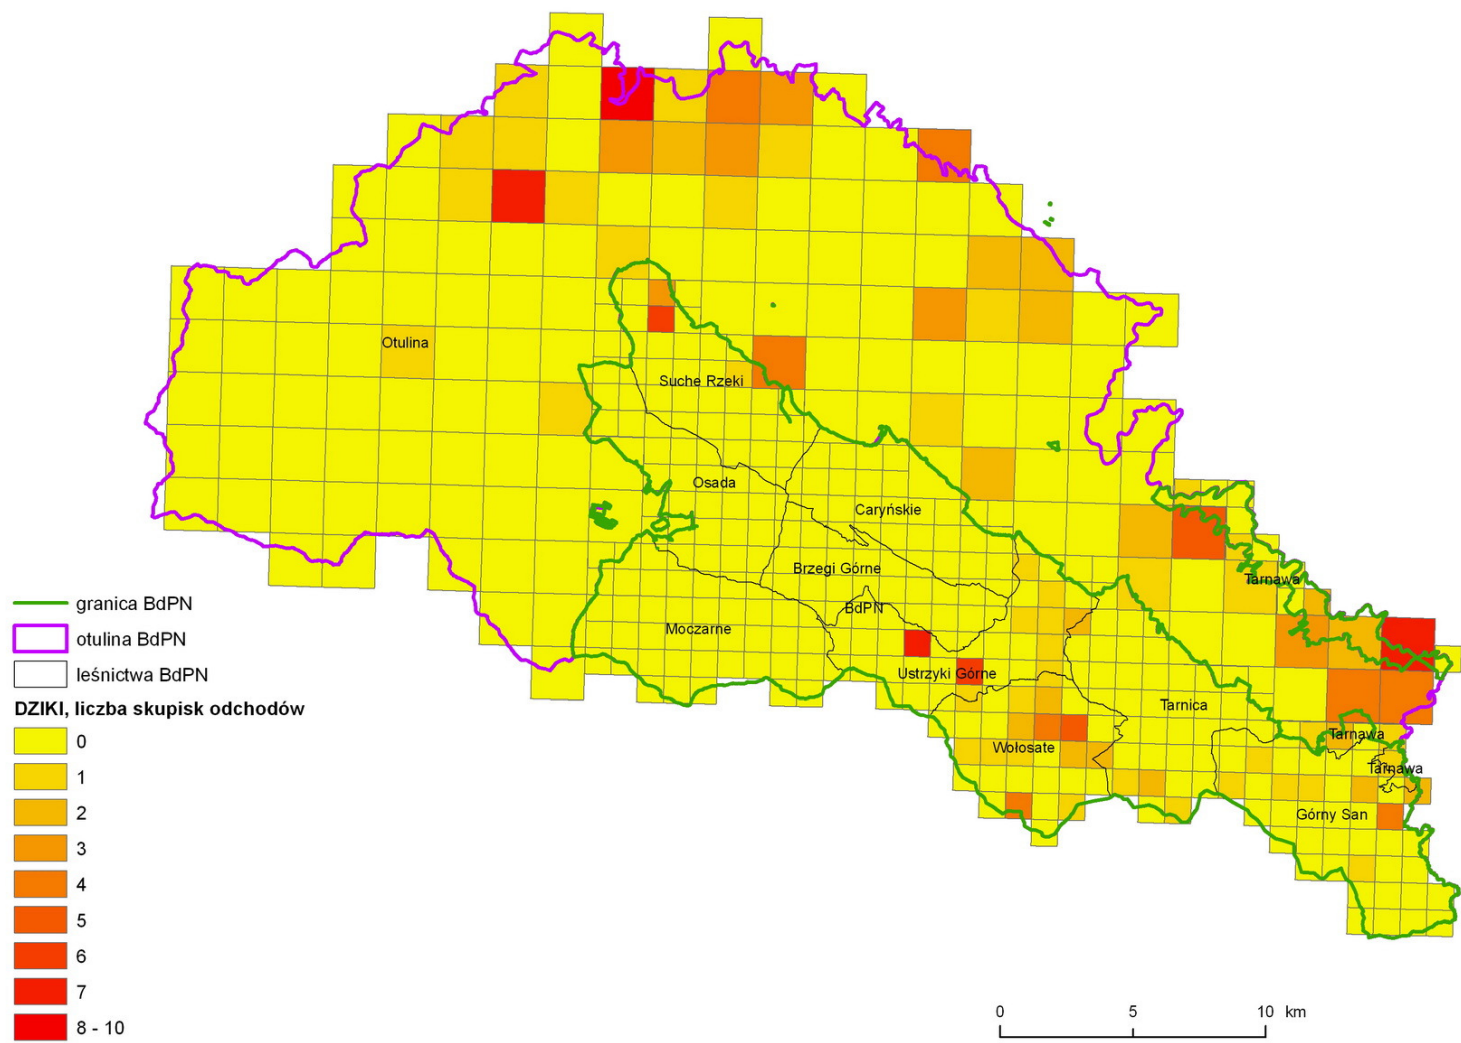 Otulina
Suche Rzeki
Osada
Caryńskie
Brzegi Górne
Tarnawa
BdPN
Moczarne
Ustrzyki Górne
Tarnica
Wołosate
Tarnawa
Tarnawa
Górny San
granica BdPN
otulina BdPN
leśnictwa BdPN
DZIKI, liczba skupisk odchodów
0
1
2
3
4
5
6
7
8 - 10
0 5 10 km